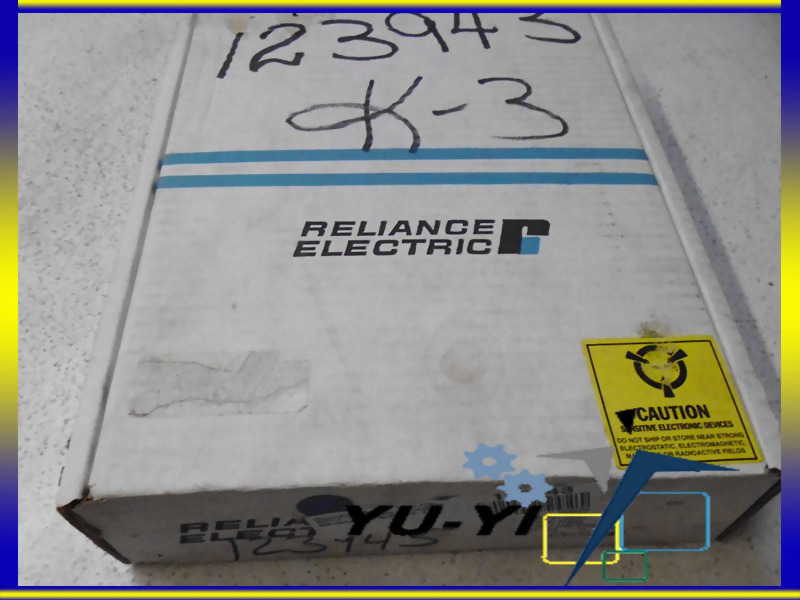 123943
K-3
RELIANCE
ELECTRIC
CAUTION
SENSITIVE ELECTRONIC DEVICES
DO NOT SHIP OR STORE NEAR STRONG
ELECTROSTATIC, ELECTROMAGNETIC,
OR RADIOACTIVE FIELDS
YU-YI